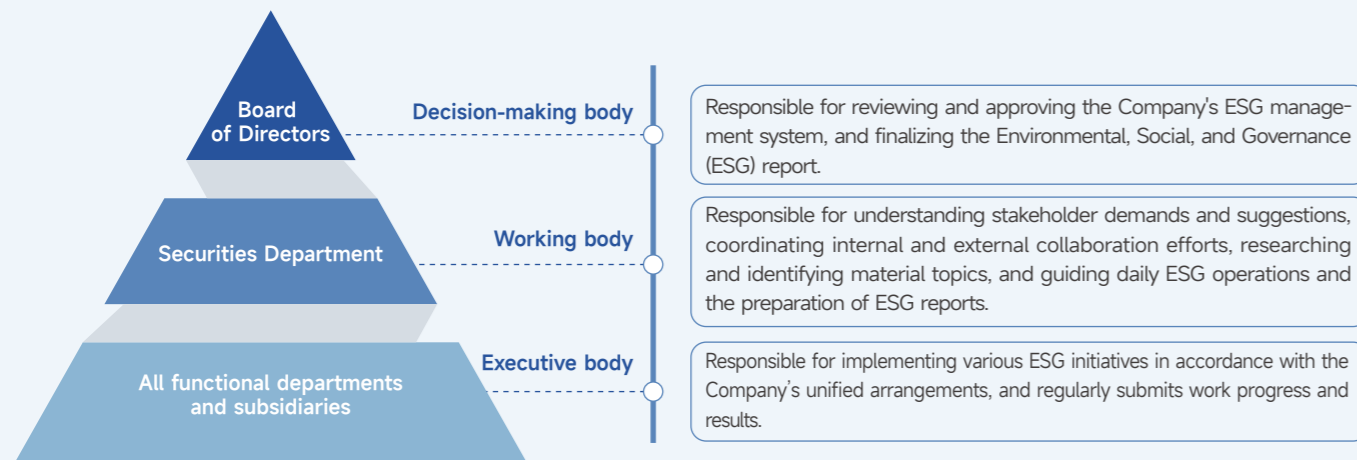 Board
of Directors
Decision-making body
Responsible for reviewing and approving the Company's ESG manage-
ment system, and finalizing the Environmental, Social, and Governance
(ESG) report.
Securities Department
Working body
Responsible for understanding stakeholder demands and suggestions,
coordinating internal and external collaboration efforts, researching
and identifying material topics, and guiding daily ESG operations and
the preparation of ESG reports.
All functional departments
and subsidiaries
Executive body
Responsible for implementing various ESG initiatives in accordance with the
Company’s unified arrangements, and regularly submits work progress and
results.